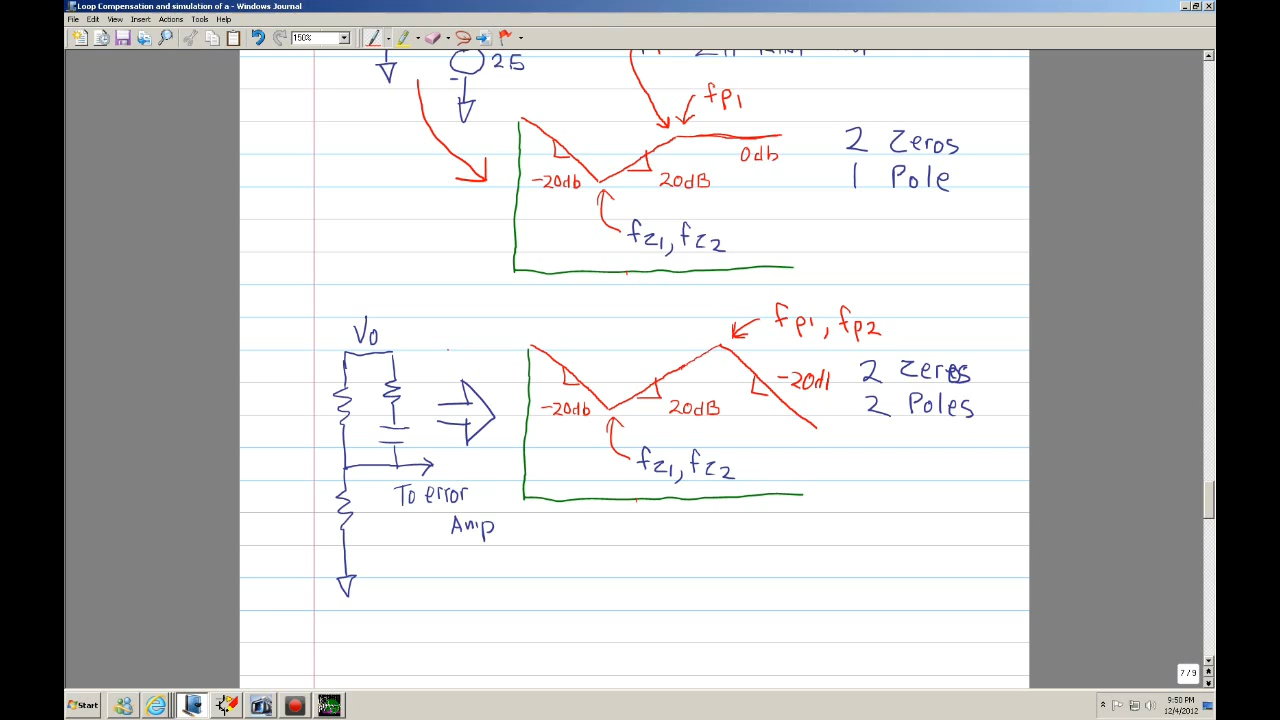 Loop Compensation and simulation of a - Windows Journal
File Edit View Insert Actions Tools Help
150%
25
fp1
2 Zeros
0db
-20db
20dB
1 Pole
fz1, fz2
Vo
fp1, fp2
2 Zeros
-20d
-20db
20dB
2 Poles
fz1, fz2
To error
Amp
7 / 9
Start
9:50 PM
12/4/2012